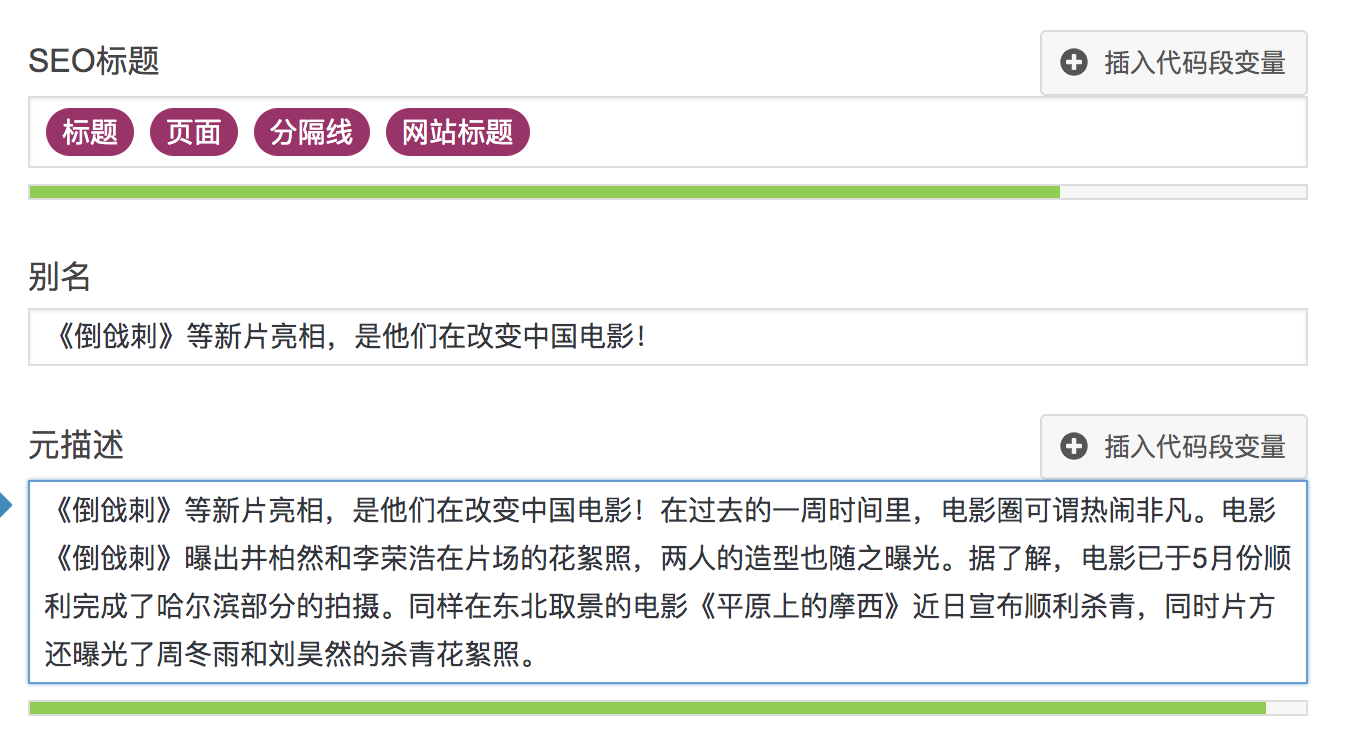 SEO标题
插入代码段变量
标题 页面 分隔线 网站标题
别名
《倒戗刺》等新片亮相，是他们在改变中国电影！
元描述
插入代码段变量
《倒戗刺》等新片亮相，是他们在改变中国电影！在过去的一周时间里，电影圈可谓热闹非凡。电影
《倒戗刺》曝出井柏然和李荣浩在片场的花絮照，两人的造型也随之曝光。据了解，电影已于5月份顺
利完成了哈尔滨部分的拍摄。同样在东北取景的电影《平原上的摩西》近日宣布顺利杀青，同时片方
还曝光了周冬雨和刘昊然的杀青花絮照。